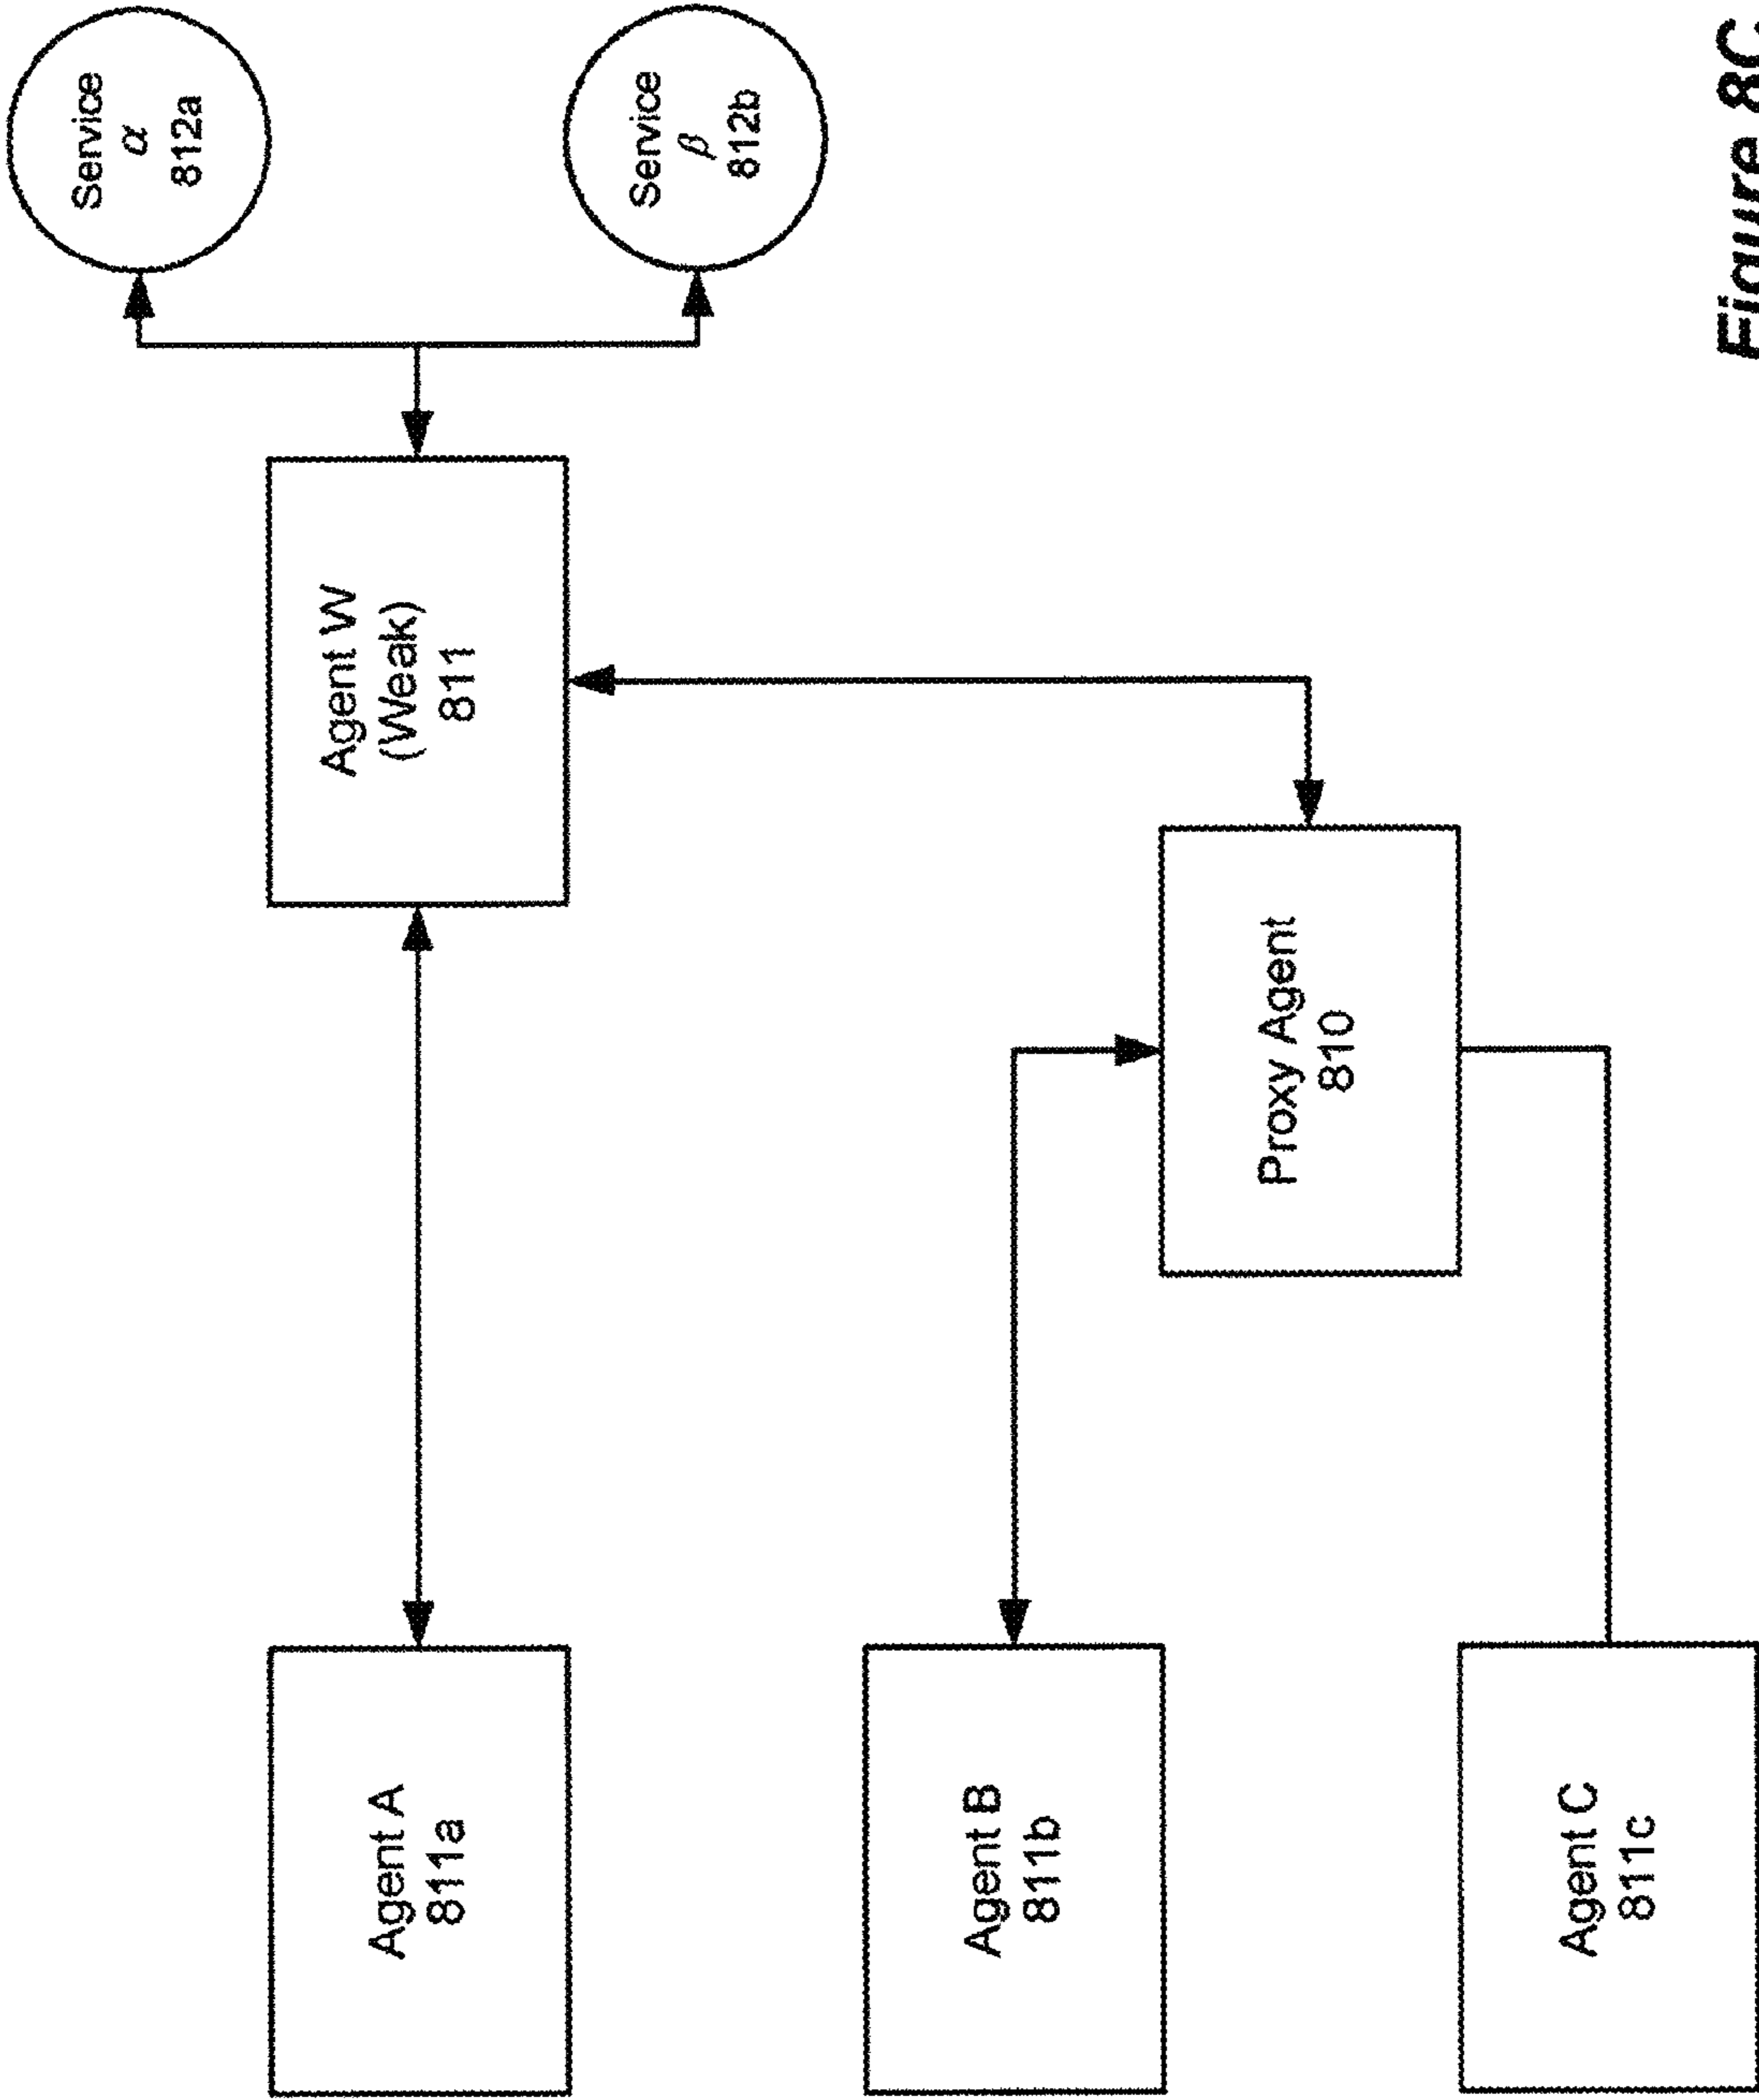 Agent A
811a
Agent W
(Weak)
811
Service
α
812a
Service
β
812b
Agent B
811b
Proxy Agent
810
Agent C
811c
Figure 8C